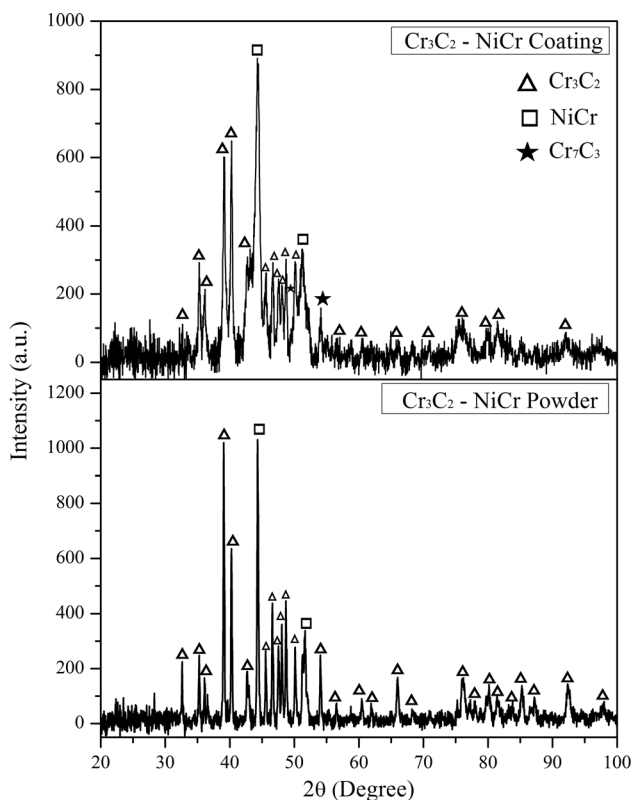 1000
Cr₃C₂ - NiCr Coating
Cr₃C₂
800
NiCr
Cr₇C₃
600
400
200
0
Intensity (a.u.)
1200
Cr₃C₂ - NiCr Powder
1000
800
600
400
200
0
20 30 40 50 60 70 80 90 100
2θ (Degree)